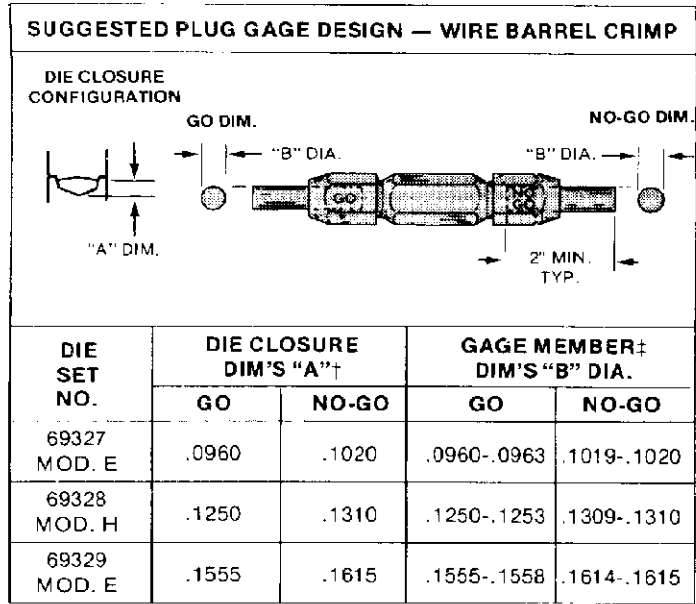 SUGGESTED PLUG GAGE DESIGN — WIRE BARREL CRIMP
DIE CLOSURE
CONFIGURATION
GO DIM.
NO-GO DIM.
"B" DIA.
"B" DIA.
GO
NO
GO
"A" DIM.
2" MIN.
TYP.
DIE
SET
NO.
DIE CLOSURE
DIM'S "A"†
GAGE MEMBER‡
DIM'S "B" DIA.
GO NO-GO GO NO-GO
69327
MOD. E
.0960 .1020 .0960-.0963 .1019-.1020
69328
MOD. H
.1250 .1310 .1250-.1253 .1309-.1310
69329
MOD. E
.1555 .1615 .1555-.1558 .1614-.1615